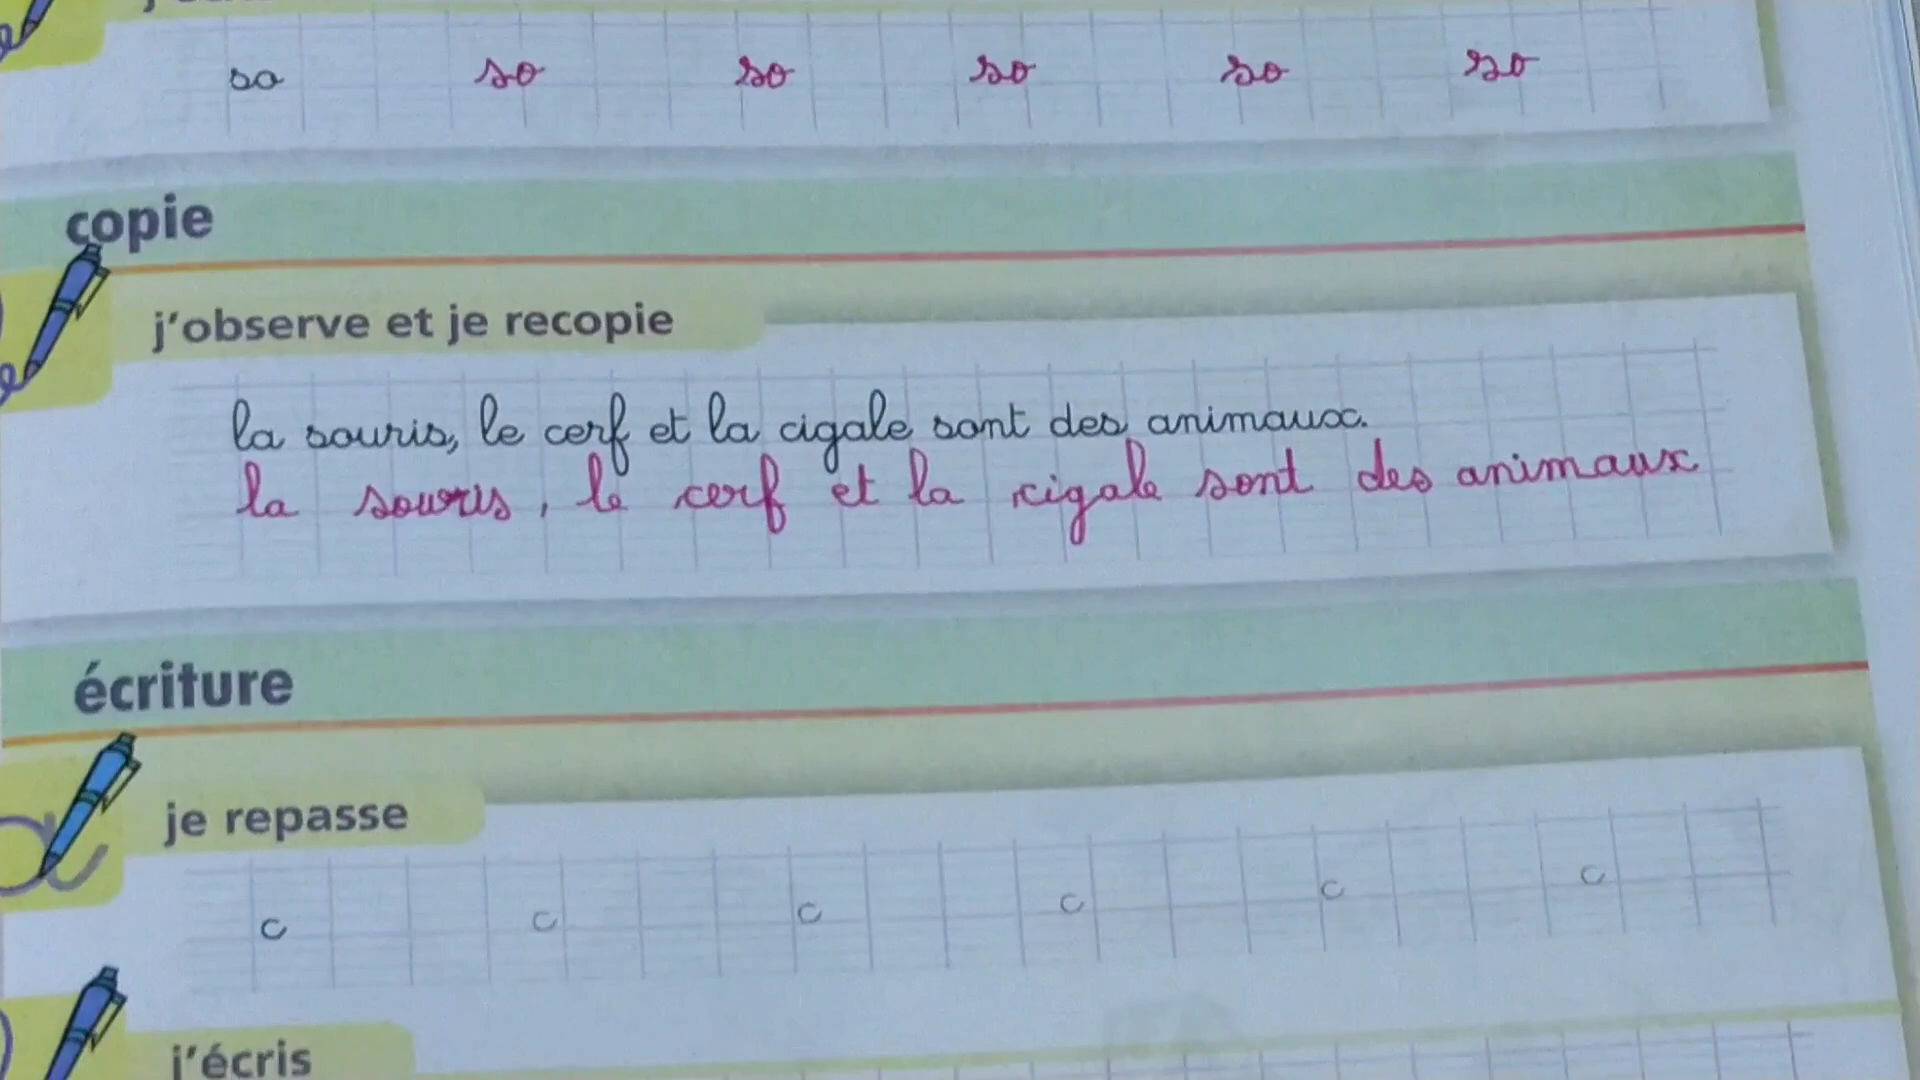 so so so so so so
copie
j'observe et je recopie
la souris, le cerf et la cigale sont des animaux.
la souris, le cerf et la cigale sont des animaux
écriture
je repasse
c c c c c c
j'écris